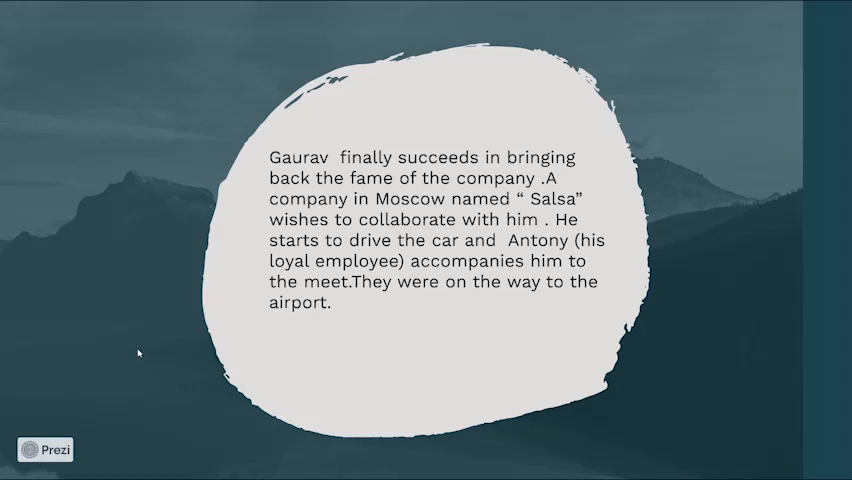 Gaurav  finally succeeds in bringing
back the fame of the company .A
company in Moscow named “ Salsa”
wishes to collaborate with him . He
starts to drive the car and  Antony (his
loyal employee) accompanies him to
the meet.They were on the way to the
airport.
Prezi